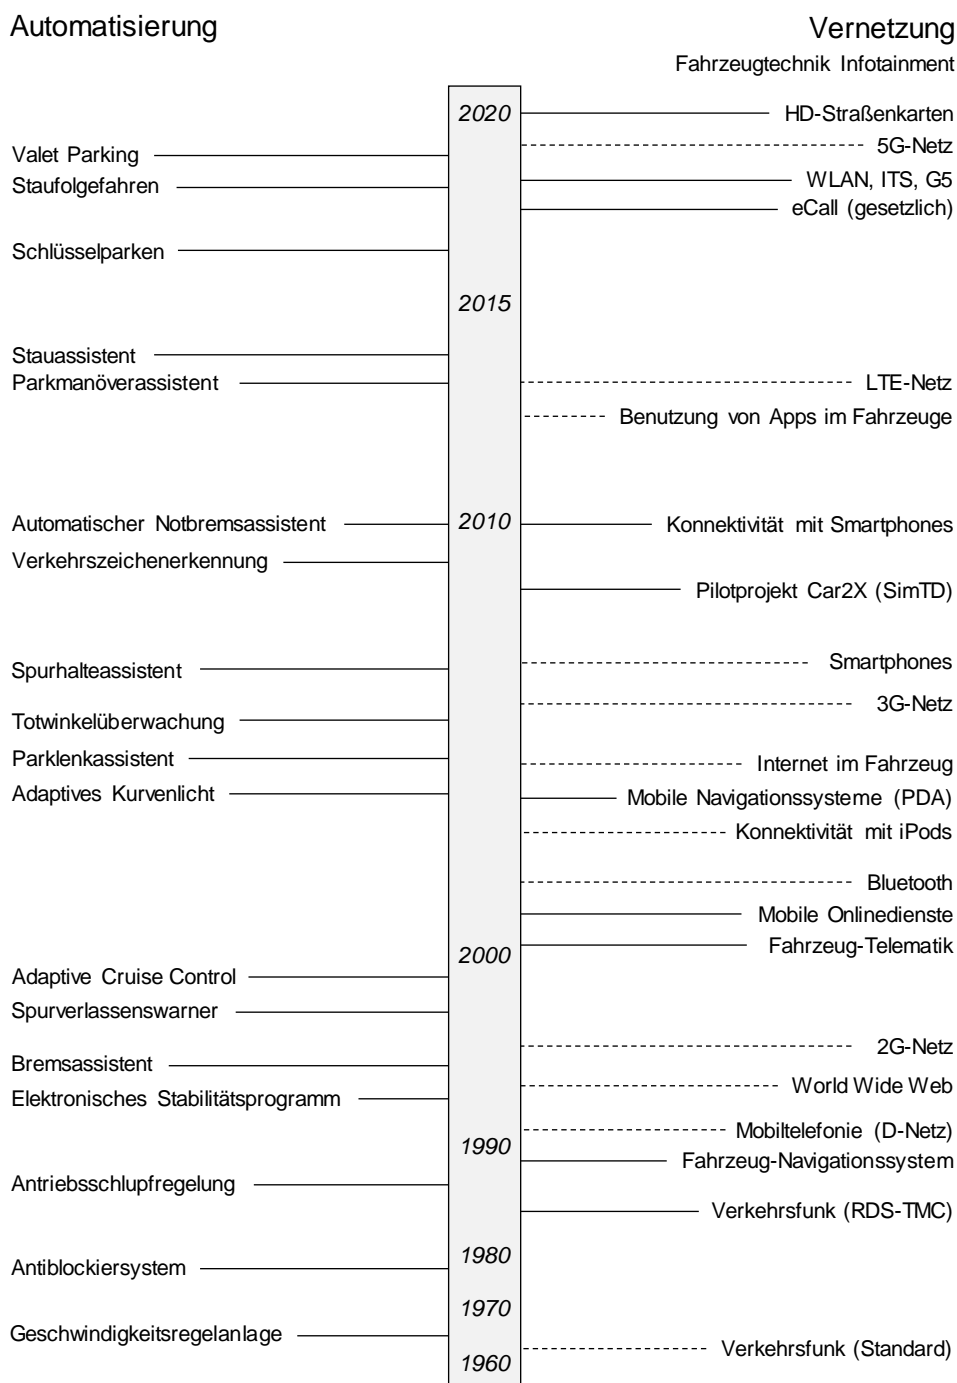 Automatisierung
Vernetzung
Fahrzeugtechnik Infotainment
2020
HD-Straßenkarten
5G-Netz
Valet Parking
WLAN, ITS, G5
Staufolgefahren
eCall (gesetzlich)
Schlüsselparken
2015
Stauassistent
Parkmanöverassistent
LTE-Netz
Benutzung von Apps im Fahrzeuge
Automatischer Notbremsassistent
2010
Konnektivität mit Smartphones
Verkehrszeichenerkennung
Pilotprojekt Car2X (SimTD)
Smartphones
Spurhalteassistent
3G-Netz
Totwinkelüberwachung
Parklenkassistent
Internet im Fahrzeug
Adaptives Kurvenlicht
Mobile Navigationssysteme (PDA)
Konnektivität mit iPods
Bluetooth
Mobile Onlinedienste
Fahrzeug-Telematik
2000
Adaptive Cruise Control
Spurverlassenswarner
2G-Netz
Bremsassistent
World Wide Web
Elektronisches Stabilitätsprogramm
Mobiltelefonie (D-Netz)
1990
Fahrzeug-Navigationssystem
Antriebsschlupfregelung
Verkehrsfunk (RDS-TMC)
1980
Antiblockiersystem
1970
Geschwindigkeitsregelanlage
Verkehrsfunk (Standard)
1960